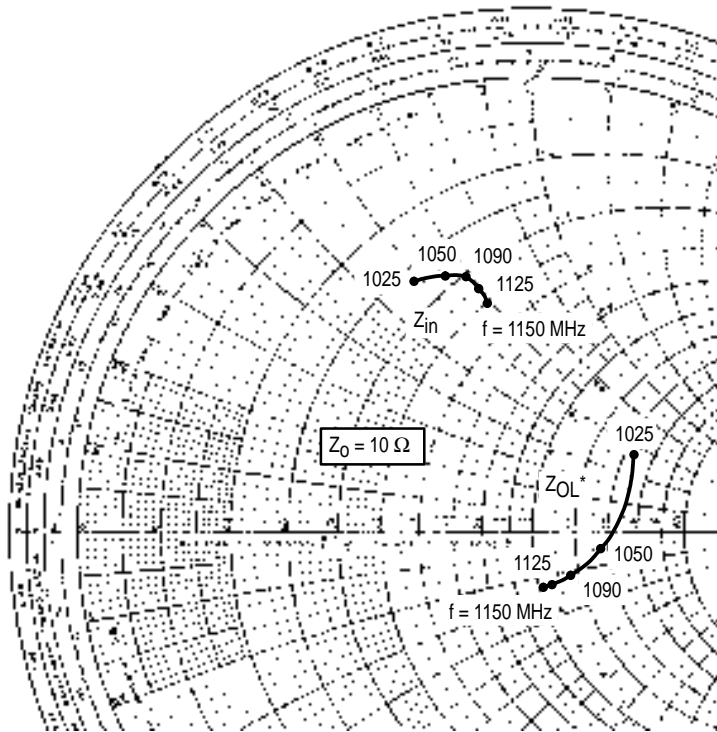 1050 1090
1025 1125
Z_in
f = 1150 MHz
Z_O = 10 Ω
1025
Z_OL*
1125 1050
1090
f = 1150 MHz